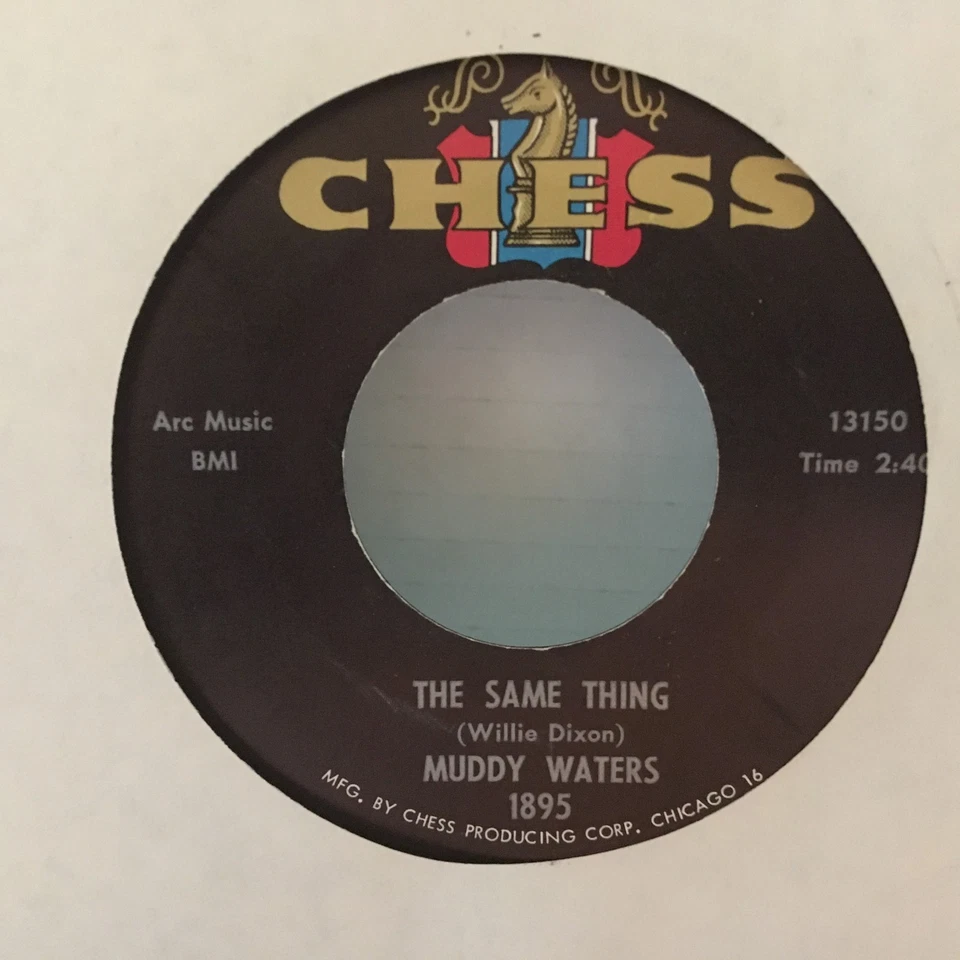 CHESS
Arc Music
BMI
13150
Time 2:40
THE SAME THING
(Willie Dixon)
MUDDY WATERS
1895
MFG. BY CHESS PRODUCING CORP. CHICAGO 16